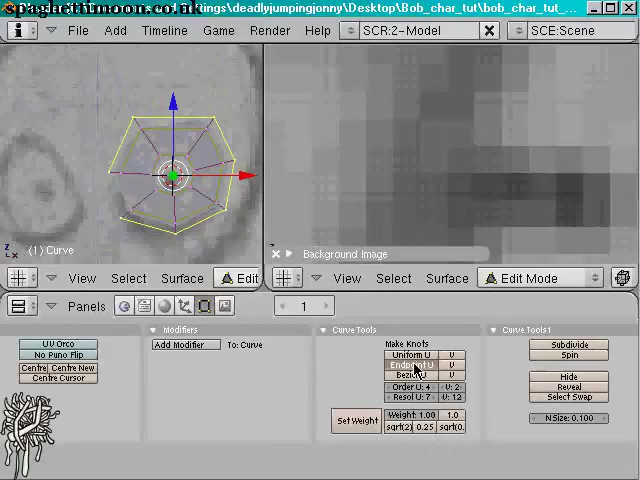 spaghettimoon.co.uk
ttings\deadlyjumpingjonny\Desktop\Bob_char_tut\bob_char_tut_...
File Add Timeline Game Render Help SCR:2-Model SCE:Scene
(1) Curve
Background Image
View Select Surface Edit
View Select Surface Edit Mode
Panels 1
Modifiers Curve Tools Curve Tools1
UV Orco
No Puno Flip
Centre Centre New
Centre Cursor
Add Modifier To: Curve
Make Knots
Uniform U V
Endpoint U V
Bezier U V
Order U: 4 V: 2
Resol U: 7 V: 12
Set Weight
Weight: 1.00 1.0
sqrt(2) 0.25 sqrt(0.
Subdivide
Spin
Hide
Reveal
Select Swap
NSize: 0.100